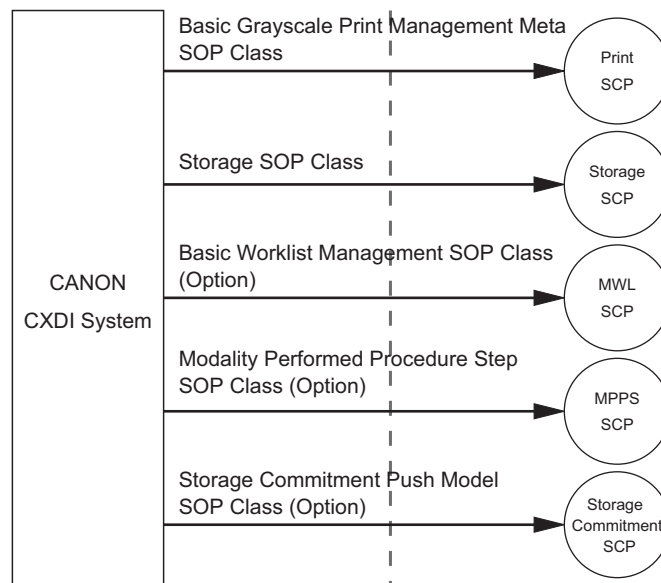 Basic Grayscale Print Management Meta
SOP Class
Print
SCP
Storage SOP Class
Storage
SCP
Basic Worklist Management SOP Class
(Option)
MWL
SCP
CANON
CXDI System
Modality Performed Procedure Step
SOP Class (Option)
MPPS
SCP
Storage Commitment Push Model
SOP Class (Option)
Storage
Commitment
SCP